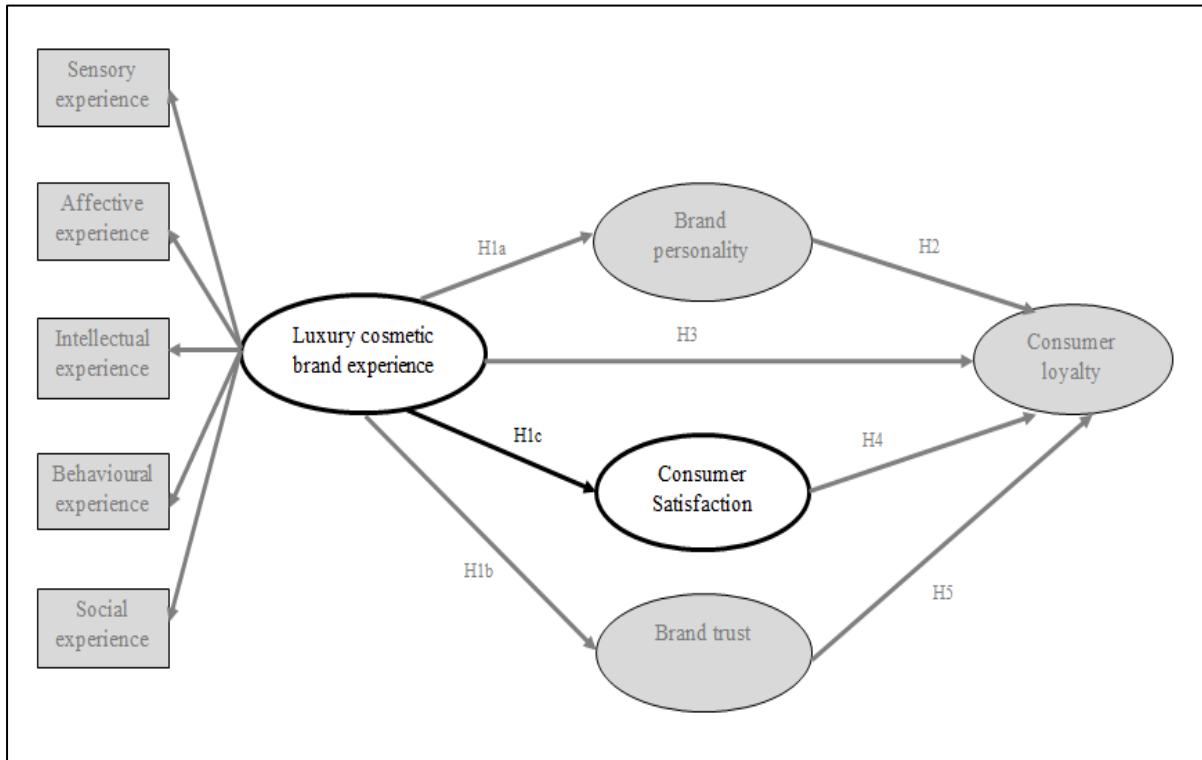 Sensory
experience
Affective
experience
Intellectual
experience
Behavioural
experience
Social
experience
Luxury cosmetic
brand experience
H1a
H3
H1c
H1b
Brand
personality
Consumer
Satisfaction
Brand trust
H2
H4
H5
Consumer
loyalty